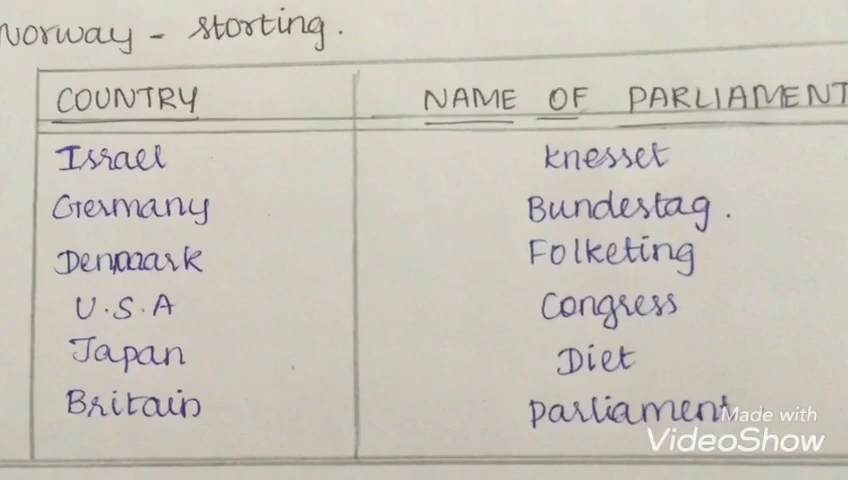 Norway - Storting.
COUNTRY NAME OF PARLIAMENT
Israel Knesset
Germany Bundestag.
Denmark Folketing
U.S.A Congress
Japan Diet
Britain Parliament
Made with
VideoShow